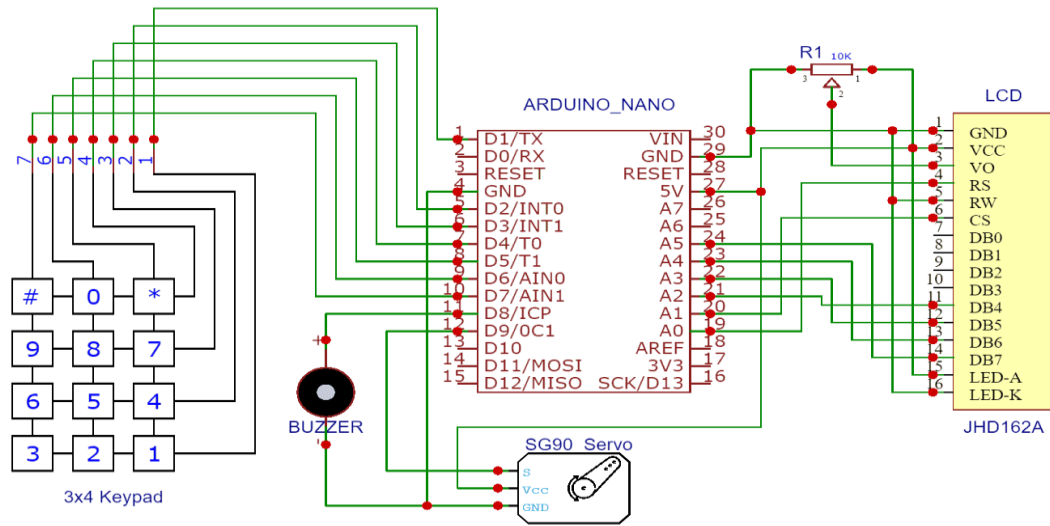 R1 10K
3 1
2
LCD
ARDUINO_NANO
1 D1/TX VIN 30
2 D0/RX GND 29
3 RESET RESET 28
4 GND 5V 27
5 D2/INT0 A7 26
6 D3/INT1 A6 25
7 D4/T0 A5 24
8 D5/T1 A4 23
9 D6/AIN0 A3 22
10 D7/AIN1 A2 21
11 D8/ICP A1 20
12 D9/0C1 A0 19
13 D10 AREF 18
14 D11/MOSI 3V3 17
15 D12/MISO SCK/D13 16
1 GND
2 VCC
3 VO
4 RS
5 RW
6 CS
7 DB0
8 DB1
9 DB2
10 DB3
11 DB4
12 DB5
13 DB6
14 DB7
15 LED-A
16 LED-K
JHD162A
7 6 5 4 3 2 1
# 0 *
9 8 7
6 5 4
3 2 1
3x4 Keypad
+
BUZZER
-
SG90 Servo
S
Vcc
GND